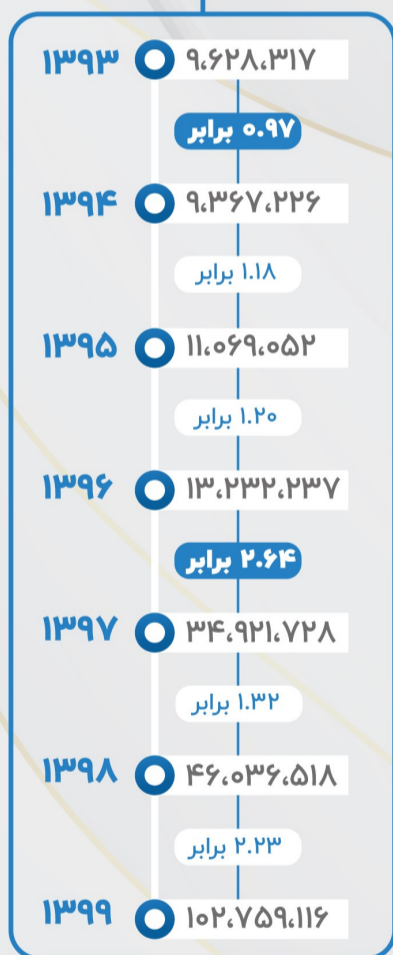 ۱۳۹۳ ۹،۶۲۸،۳۱۷
۰.۹۷ برابر
۱۳۹۴ ۹،۳۶۷،۲۲۶
۱.۱۸ برابر
۱۳۹۵ ۱۱،۰۶۹،۰۵۲
۱.۲۰ برابر
۱۳۹۶ ۱۳،۲۳۲،۲۳۷
۲.۶۴ برابر
۱۳۹۷ ۳۴،۹۲۱،۷۲۸
۱.۳۲ برابر
۱۳۹۸ ۴۶،۰۳۶،۵۱۸
۲.۲۳ برابر
۱۳۹۹ ۱۰۲،۷۵۹،۱۱۶